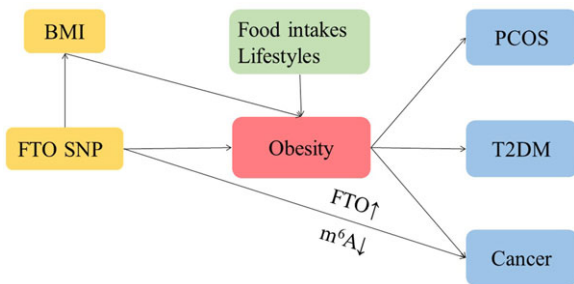 BMI
Food intakes
Lifestyles
PCOS
FTO SNP
Obesity
T2DM
FTO↑
m⁶A↓
Cancer